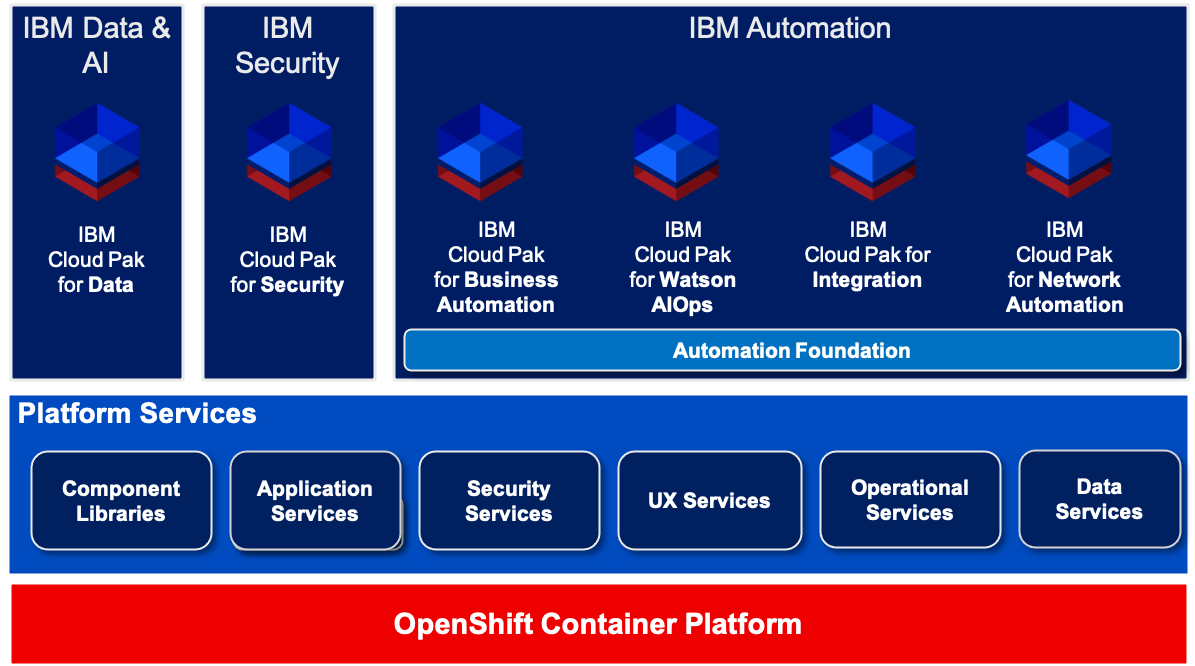 IBM Data &
AI
IBM
Cloud Pak
for Data
IBM
Security
IBM
Cloud Pak
for Security
IBM Automation
IBM
Cloud Pak
for Business
Automation
IBM
Cloud Pak
for Watson
AIOps
IBM
Cloud Pak for
Integration
IBM
Cloud Pak
for Network
Automation
Automation Foundation
Platform Services
Component
Libraries
Application
Services
Security
Services
UX Services
Operational
Services
Data
Services
OpenShift Container Platform